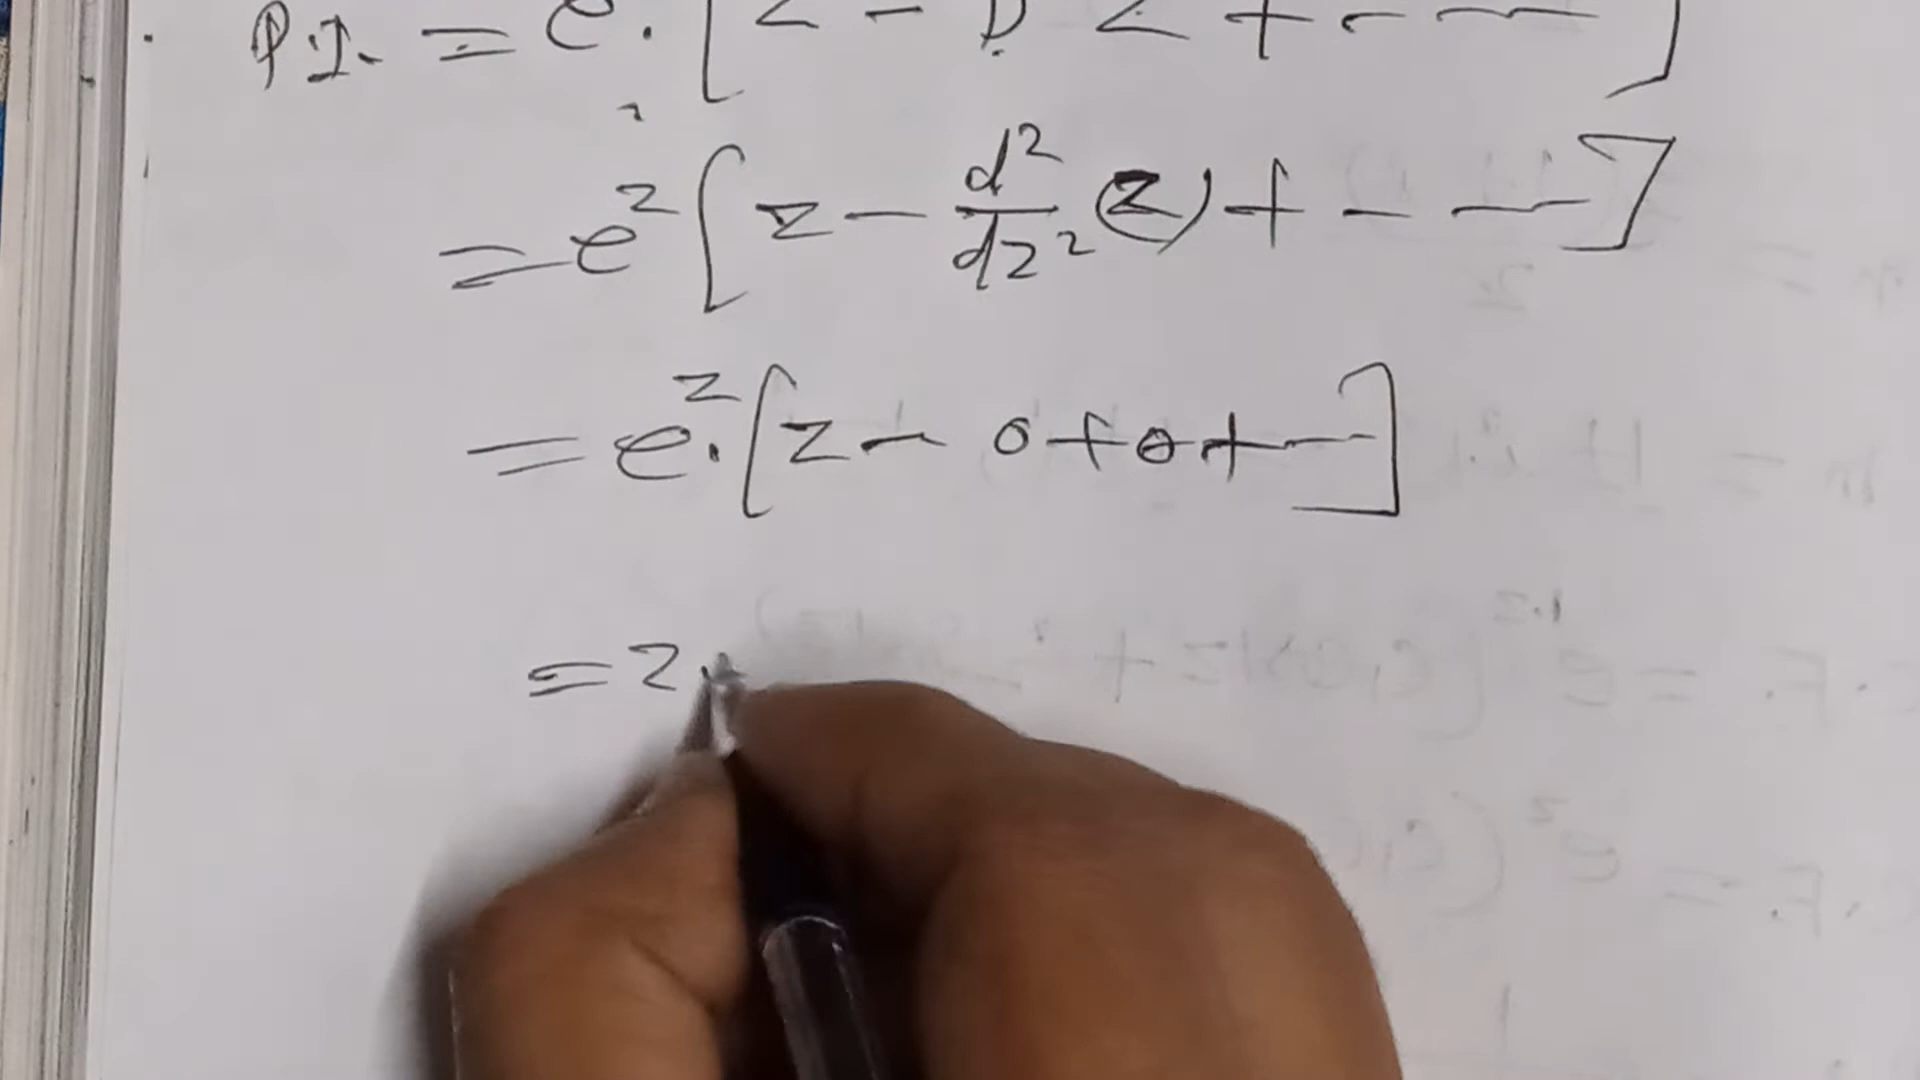 P.I. = e. [z - D² z + - - -]
= e^z [z - d²/dz² (z) + - - -]
= e^z. [z - 0 + 0 + - -]
= z.